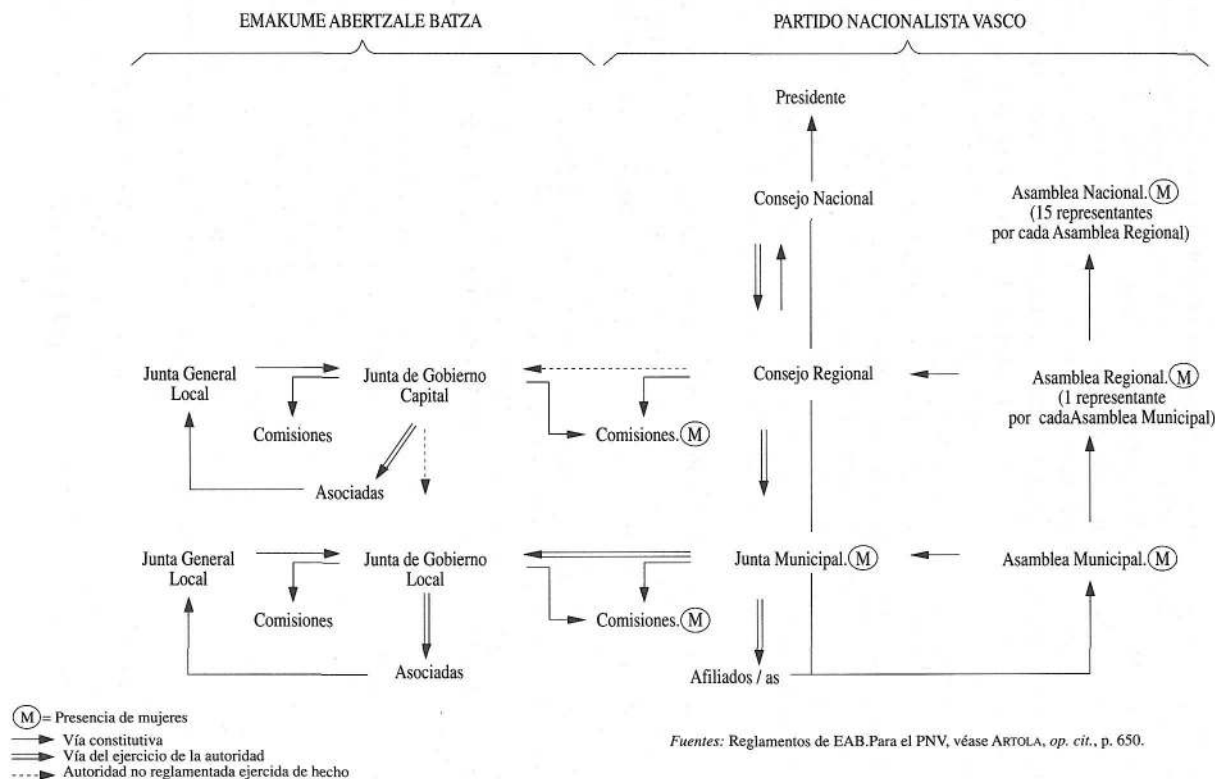 EMAKUME ABERTZALE BATZA
PARTIDO NACIONALISTA VASCO
Presidente
Consejo Nacional
Asamblea Nacional. M
(15 representantes
por cada Asamblea Regional)
Junta General
Local
Junta de Gobierno
Capital
Consejo Regional
Asamblea Regional. M
(1 representante
por cadaAsamblea Municipal)
Comisiones
Comisiones. M
Asociadas
Junta General
Local
Junta de Gobierno
Local
Junta Municipal. M
Asamblea Municipal. M
Comisiones
Comisiones. M
Asociadas
Afiliados / as
M = Presencia de mujeres
Vía constitutiva
Vía del ejercicio de la autoridad
Autoridad no reglamentada ejercida de hecho
Fuentes: Reglamentos de EAB.Para el PNV, véase ARTOLA, op. cit., p. 650.